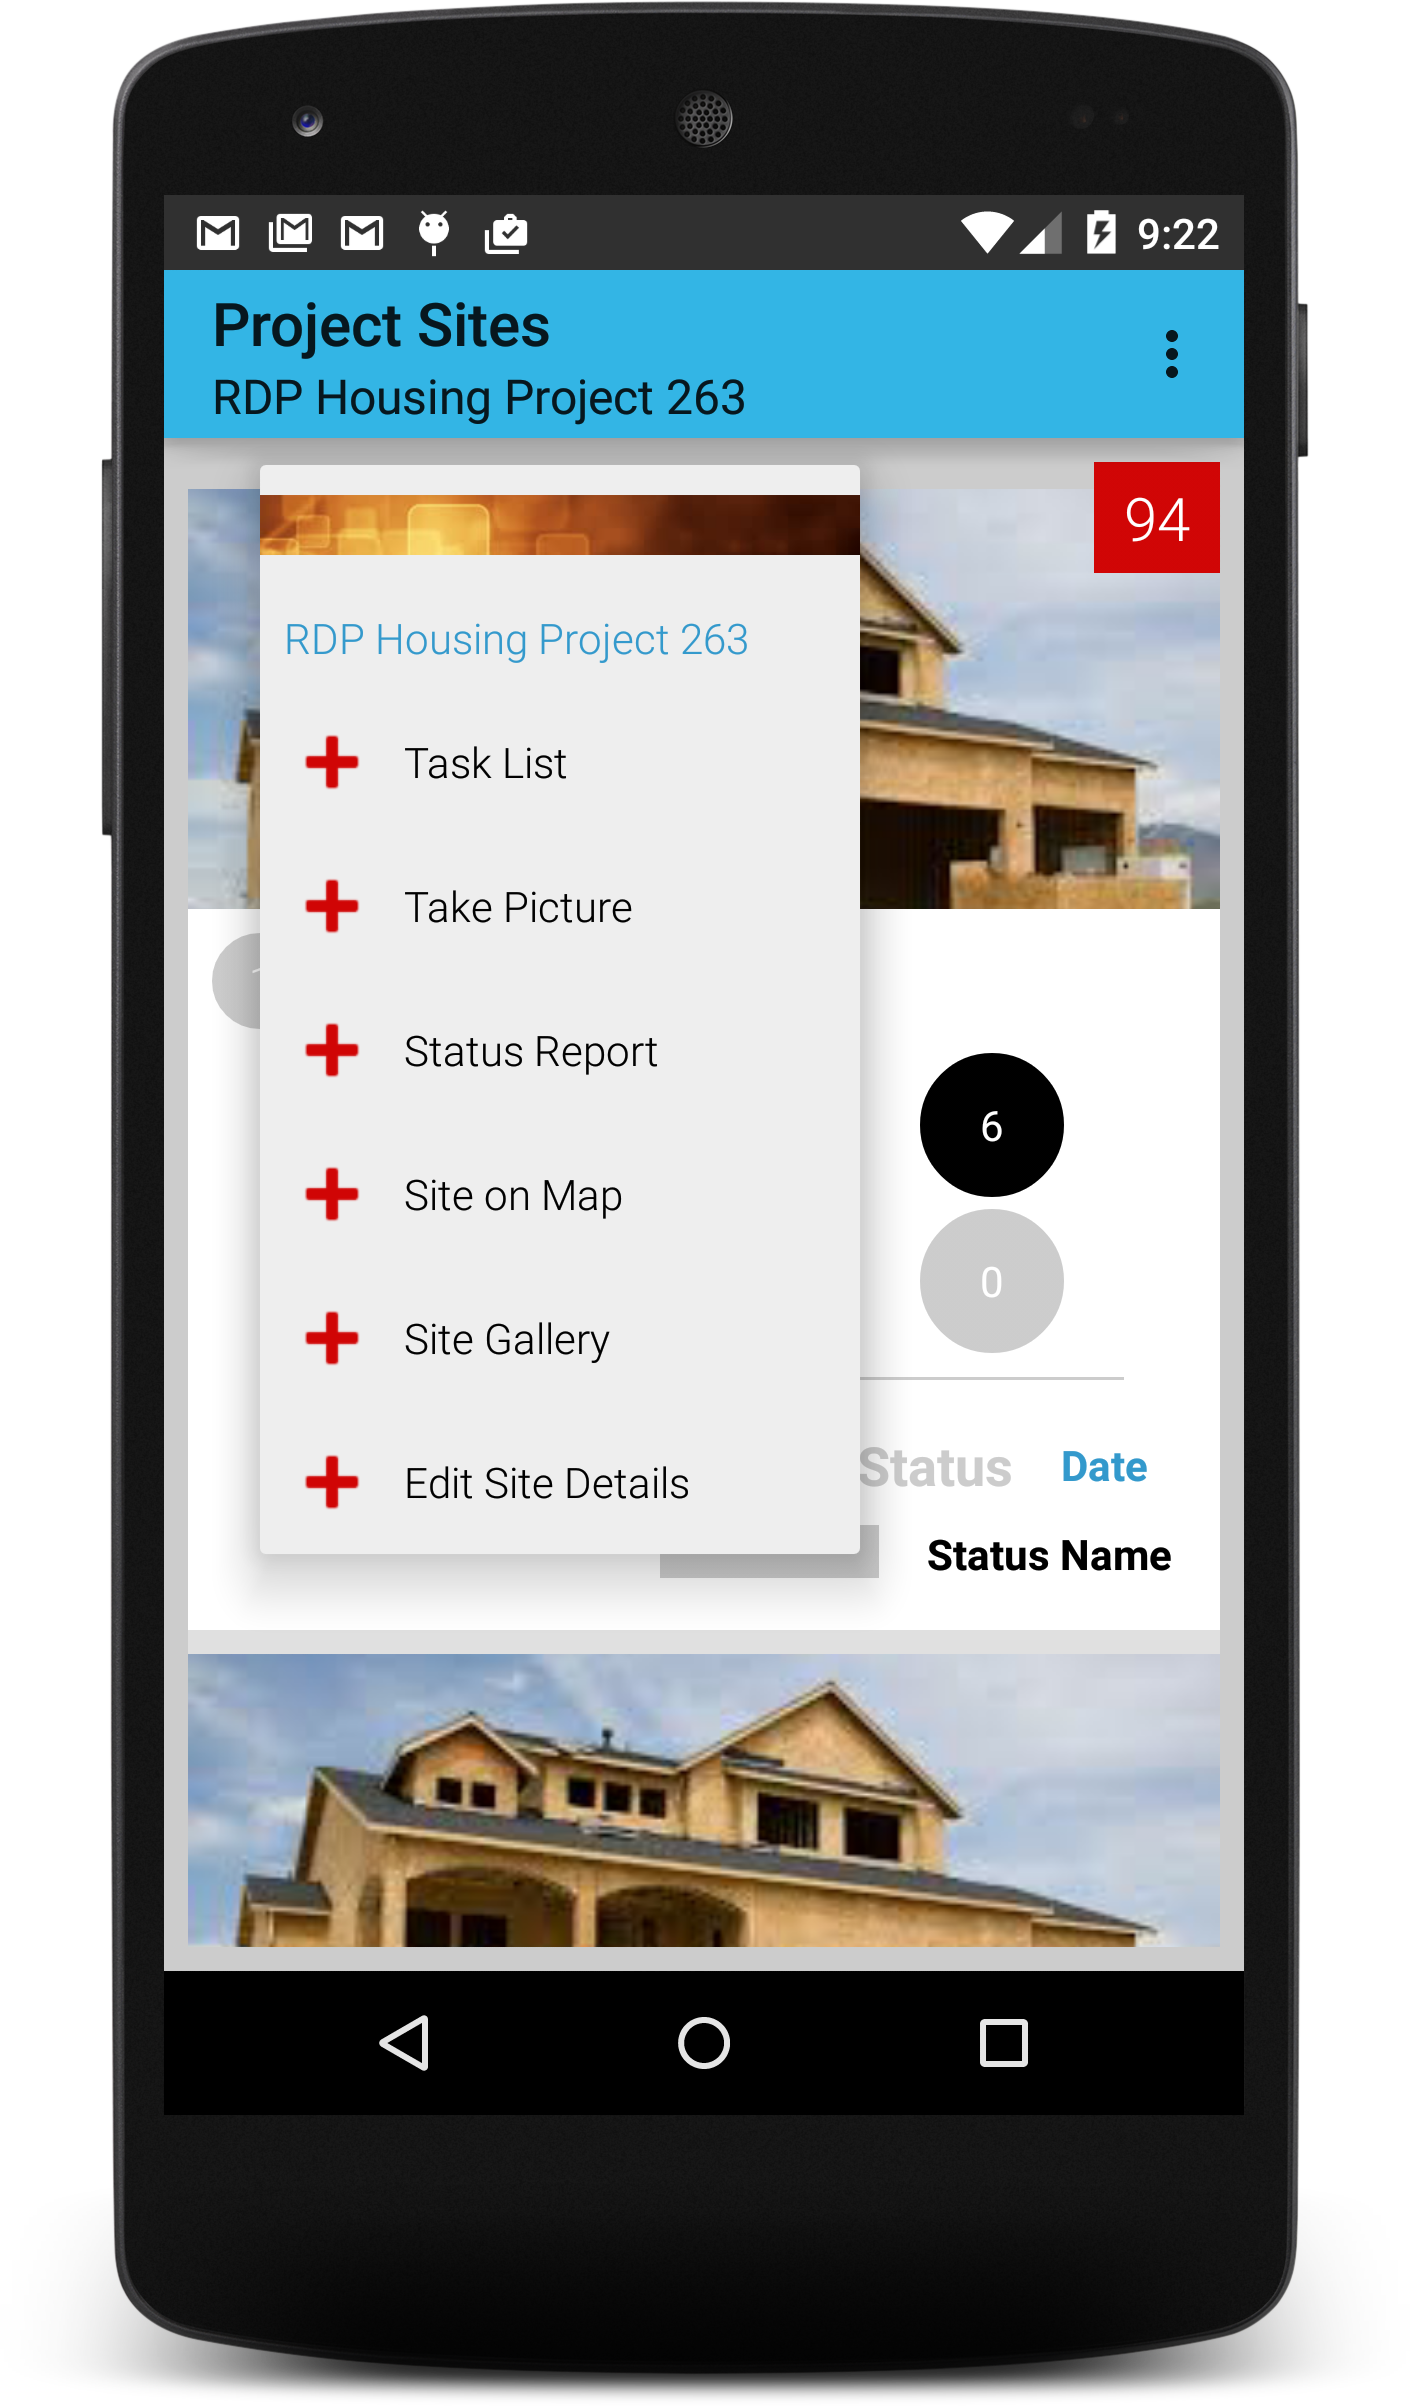 9:22
Project Sites
RDP Housing Project 263
94
RDP Housing Project 263
Task List
Take Picture
Status Report
Site on Map
Site Gallery
Edit Site Details
6
0
Status
Date
Status Name